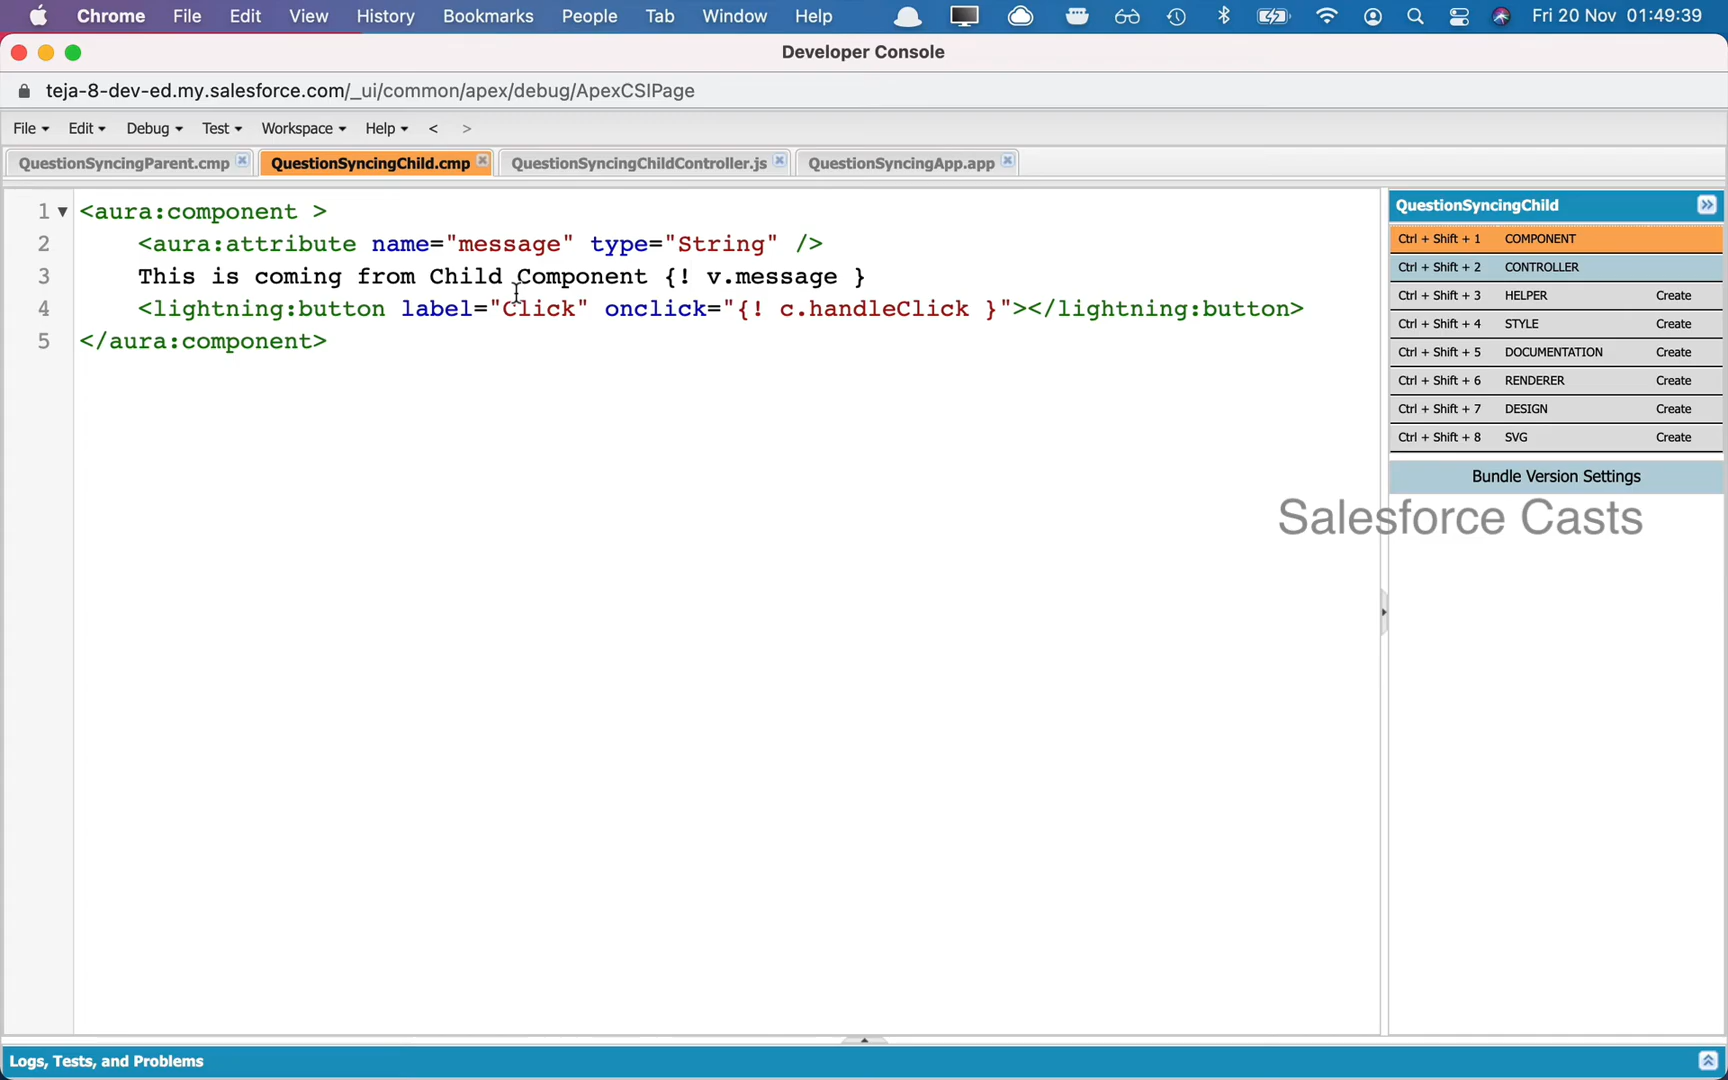 Chrome File Edit View History Bookmarks People Tab Window Help Fri 20 Nov 01:49:39
Developer Console
teja-8-dev-ed.my.salesforce.com/_ui/common/apex/debug/ApexCSIPage
File Edit Debug Test Workspace Help < >
QuestionSyncingParent.cmp QuestionSyncingChild.cmp QuestionSyncingChildController.js QuestionSyncingApp.app
1 <aura:component >
2 <aura:attribute name="message" type="String" />
3 This is coming from Child Component {! v.message }
4 <lightning:button label="Click" onclick="{! c.handleClick }"></lightning:button>
5 </aura:component>
QuestionSyncingChild
Ctrl + Shift + 1 COMPONENT
Ctrl + Shift + 2 CONTROLLER
Ctrl + Shift + 3 HELPER Create
Ctrl + Shift + 4 STYLE Create
Ctrl + Shift + 5 DOCUMENTATION Create
Ctrl + Shift + 6 RENDERER Create
Ctrl + Shift + 7 DESIGN Create
Ctrl + Shift + 8 SVG Create
Bundle Version Settings
Salesforce Casts
Logs, Tests, and Problems